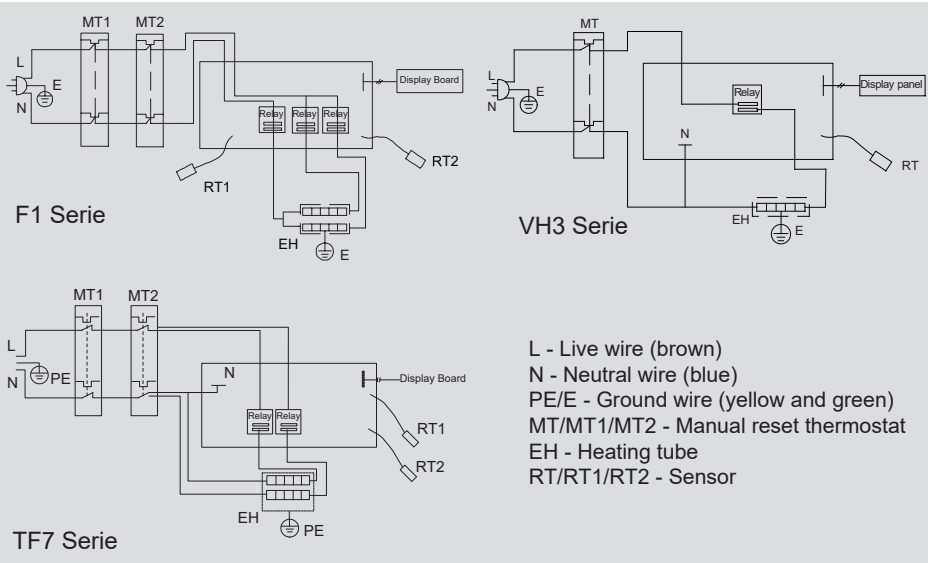 MT1 MT2
L
E
N
Display Board
Relay Relay Relay
RT1
RT2
EH
E
F1 Serie
MT
L
E
N
Display panel
Relay
N
RT
EH
E
VH3 Serie
MT1 MT2
L
PE
N
N
Display Board
Relay Relay
RT1
RT2
EH
PE
TF7 Serie
L - Live wire (brown)
N - Neutral wire (blue)
PE/E - Ground wire (yellow and green)
MT/MT1/MT2 - Manual reset thermostat
EH - Heating tube
RT/RT1/RT2 - Sensor